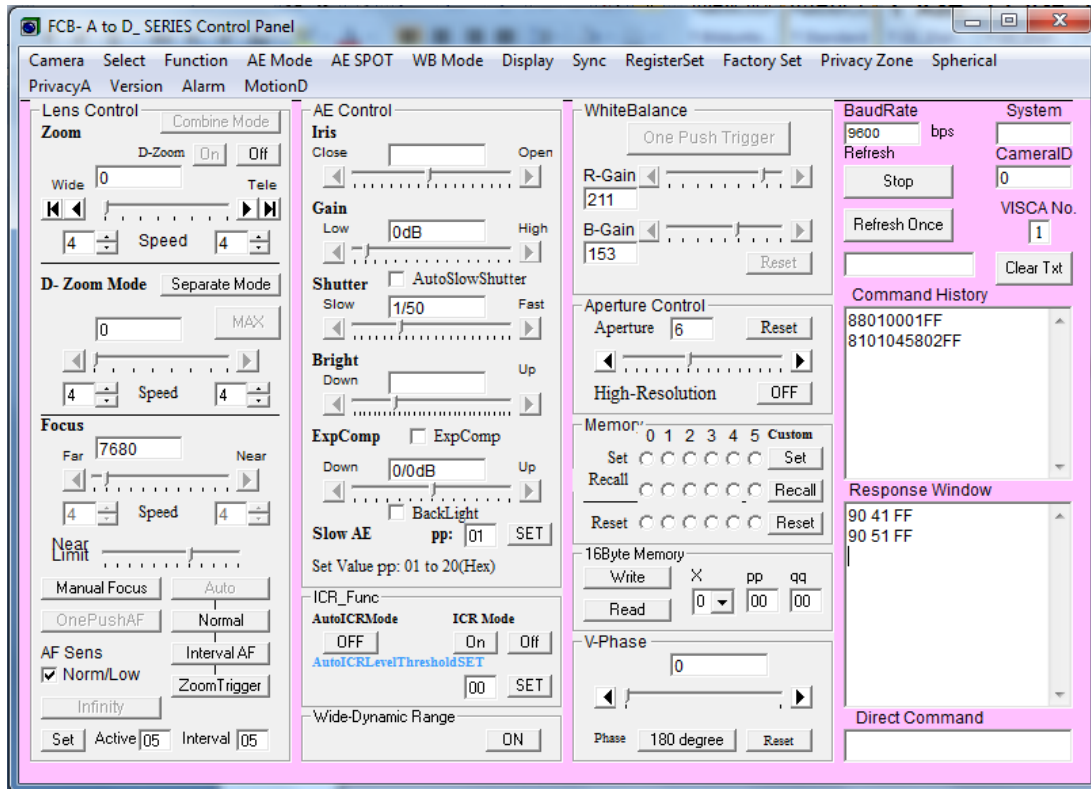 FCB- A to D_ SERIES Control Panel
Camera Select Function AE Mode AE SPOT WB Mode Display Sync RegisterSet Factory Set Privacy Zone Spherical
PrivacyA Version Alarm MotionD
Lens Control
Combine Mode
Zoom
D-Zoom On Off
0
Wide Tele
4 Speed 4
D- Zoom Mode Separate Mode
0 MAX
4 Speed 4
Focus
Far 7680 Near
4 Speed 4
Near
Limit
Manual Focus Auto
OnePushAF Normal
AF Sens Interval AF
Norm/Low
ZoomTrigger
Infinity
Set Active 05 Interval 05
AE Control
Iris
Close Open
Gain
Low 0dB High
Shutter AutoSlowShutter
Slow 1/50 Fast
Bright
Down Up
ExpComp ExpComp
Down 0/0dB Up
BackLight
Slow AE pp: 01 SET
Set Value pp: 01 to 20(Hex)
ICR_Func
AutoICRMode ICR Mode
OFF On Off
AutoICRLevelThresholdSET
00 SET
Wide-Dynamic Range
ON
WhiteBalance
One Push Trigger
R-Gain
211
B-Gain
153
Reset
Aperture Control
Aperture 6 Reset
High-Resolution OFF
Memory 0 1 2 3 4 5 Custom
Set Set
Recall Recall
Reset Reset
16Byte Memory
Write X pp qq
Read 0 00 00
V-Phase
0
Phase 180 degree Reset
BaudRate System
9600 bps
Refresh CameraID
Stop 0
VISCA No.
Refresh Once 1
Clear Txt
Command History
88010001FF
8101045802FF
Response Window
90 41 FF
90 51 FF
Direct Command